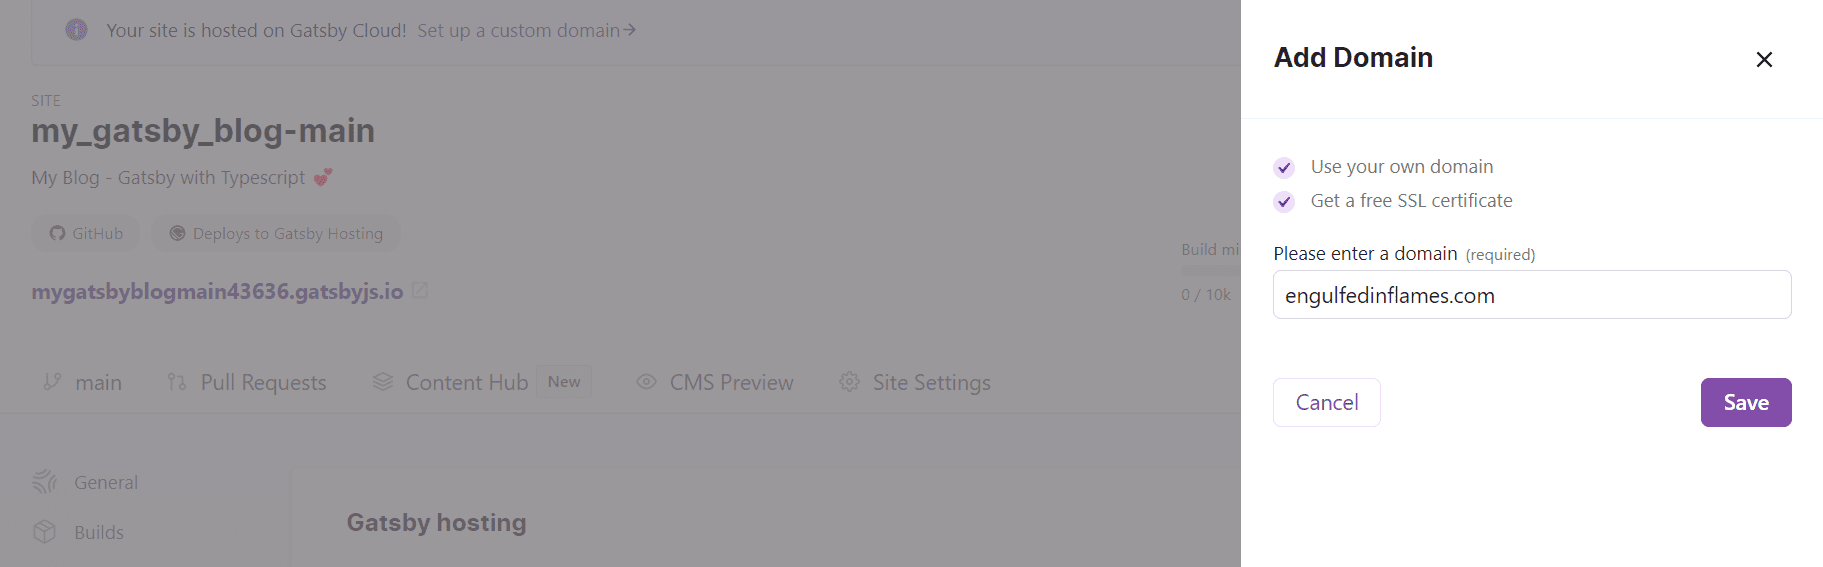 Your site is hosted on Gatsby Cloud! Set up a custom domain→
SITE
my_gatsby_blog-main
My Blog - Gatsby with Typescript 💕
GitHub
Deploys to Gatsby Hosting
mygatsbyblogmain43636.gatsbyjs.io
Build mi
0 / 10k
main
Pull Requests
Content Hub New
CMS Preview
Site Settings
General
Builds
Gatsby hosting
Add Domain
Use your own domain
Get a free SSL certificate
Please enter a domain (required)
engulfedinflames.com
Cancel
Save